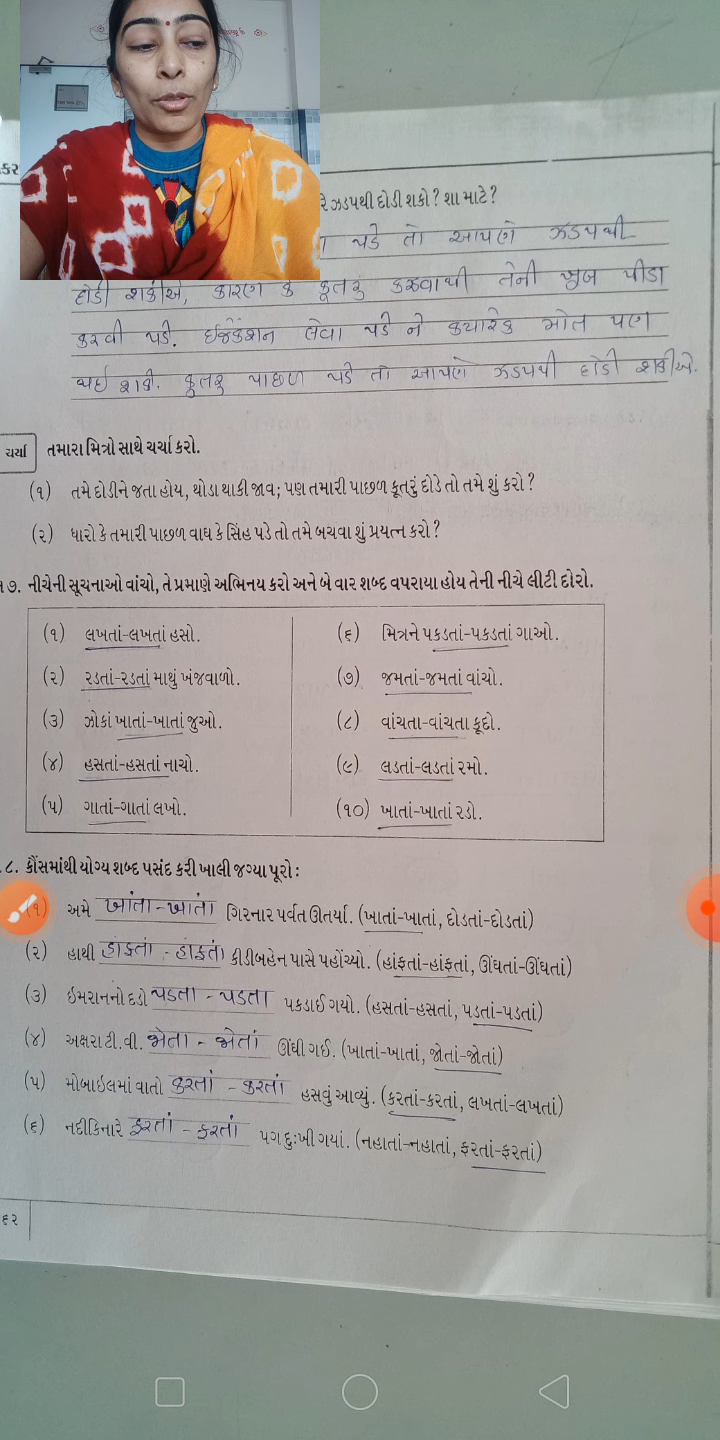 રે ઝડપથી દોડી શકો? શા માટે?
પડે તો આપણે ઝડપથી
દોડી શકીએ, કારણ કે કૂતરુ કરડવાથી તેની ખુબ પીડા
કરવી પડે. ઈન્જેકશન લેવા પડે ને કયારેક મોત પણ
થઈ શકે. કુતરુ પાછળ પડે તો આપણે ઝડપથી દોડી શકીએ.
ચર્ચા તમારા મિત્રો સાથે ચર્ચા કરો.
(૧) તમે દોડીને જતા હોય, થોડા થાકી જાવ; પણ તમારી પાછળ કૂતરું દોડે તો તમે શું કરો?
(૨) ધારો કે તમારી પાછળ વાઘ કે સિંહ પડે તો તમે બચવા શું પ્રયત્ન કરો?
૭. નીચેની સૂચનાઓ વાંચો, તે પ્રમાણે અભિનય કરો અને બે વાર શબ્દ વપરાયા હોય તેની નીચે લીટી દોરો.
(૧) લખતાં-લખતાં હસો.
(૨) રડતાં-રડતાં માથું ખંજવાળો.
(૩) ઝોકાં ખાતાં-ખાતાં જુઓ.
(૪) હસતાં-હસતાં નાચો.
(૫) ગાતાં-ગાતાં લખો.
(૬) મિત્રને પકડતાં-પકડતાં ગાઓ.
(૭) જમતાં-જમતાં વાંચો.
(૮) વાંચતા-વાંચતા કૂદો.
(૯) લડતાં-લડતાં રમો.
(૧૦) ખાતાં-ખાતાં રડો.
૮. કૌંસમાંથી યોગ્ય શબ્દ પસંદ કરી ખાલી જગ્યા પૂરો:
(૧) અમે ખાંતા-ખાતાં ગિરનાર પર્વત ઊતર્યા. (ખાતાં-ખાતાં, દોડતાં-દોડતાં)
(૨) હાથી હાંફતાં - હાંફતાં કીડીબહેન પાસે પહોંચ્યો. (હાંફતાં-હાંફતાં, ઊંઘતાં-ઊંઘતાં)
(૩) ઇમરાનનો દડો પડતા - પડતા પકડાઈ ગયો. (હસતાં-હસતાં, પડતાં-પડતાં)
(૪) અક્ષરા ટી. વી. જોતા - જોતાં ઊંઘી ગઈ. (ખાતાં-ખાતાં, જોતાં-જોતાં)
(૫) મોબાઇલમાં વાતો કરતાં - કરતાં હસવું આવ્યું. (કરતાં-કરતાં, લખતાં-લખતાં)
(૬) નદીકિનારે ફરતાં - ફરતાં પગ દુઃખી ગયાં. (નહાતાં-નહાતાં, ફરતાં-ફરતાં)
૬૨